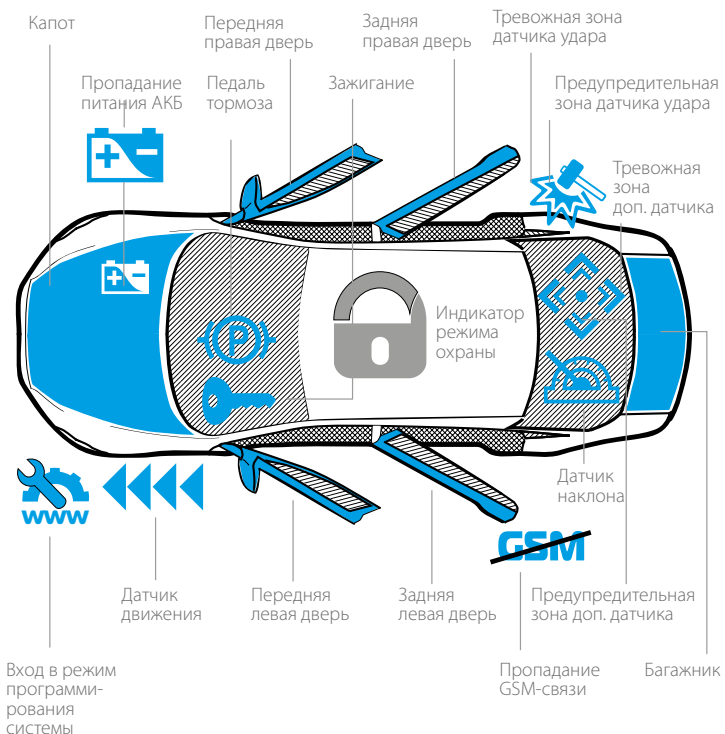 Капот
Передняя
правая дверь
Задняя
правая дверь
Тревожная зона
датчика удара
Пропадание
питания АКБ
Педаль
тормоза
Зажигание
Предупредительная
зона датчика удара
Тревожная
зона
доп. датчика
P
Индикатор
режима
охраны
Датчик
наклона
www
GSM
Датчик
движения
Передняя
левая дверь
Задняя
левая дверь
Предупредительная
зона доп. датчика
Вход в режим
программи-
рования
системы
Пропадание
GSM-связи
Багажник